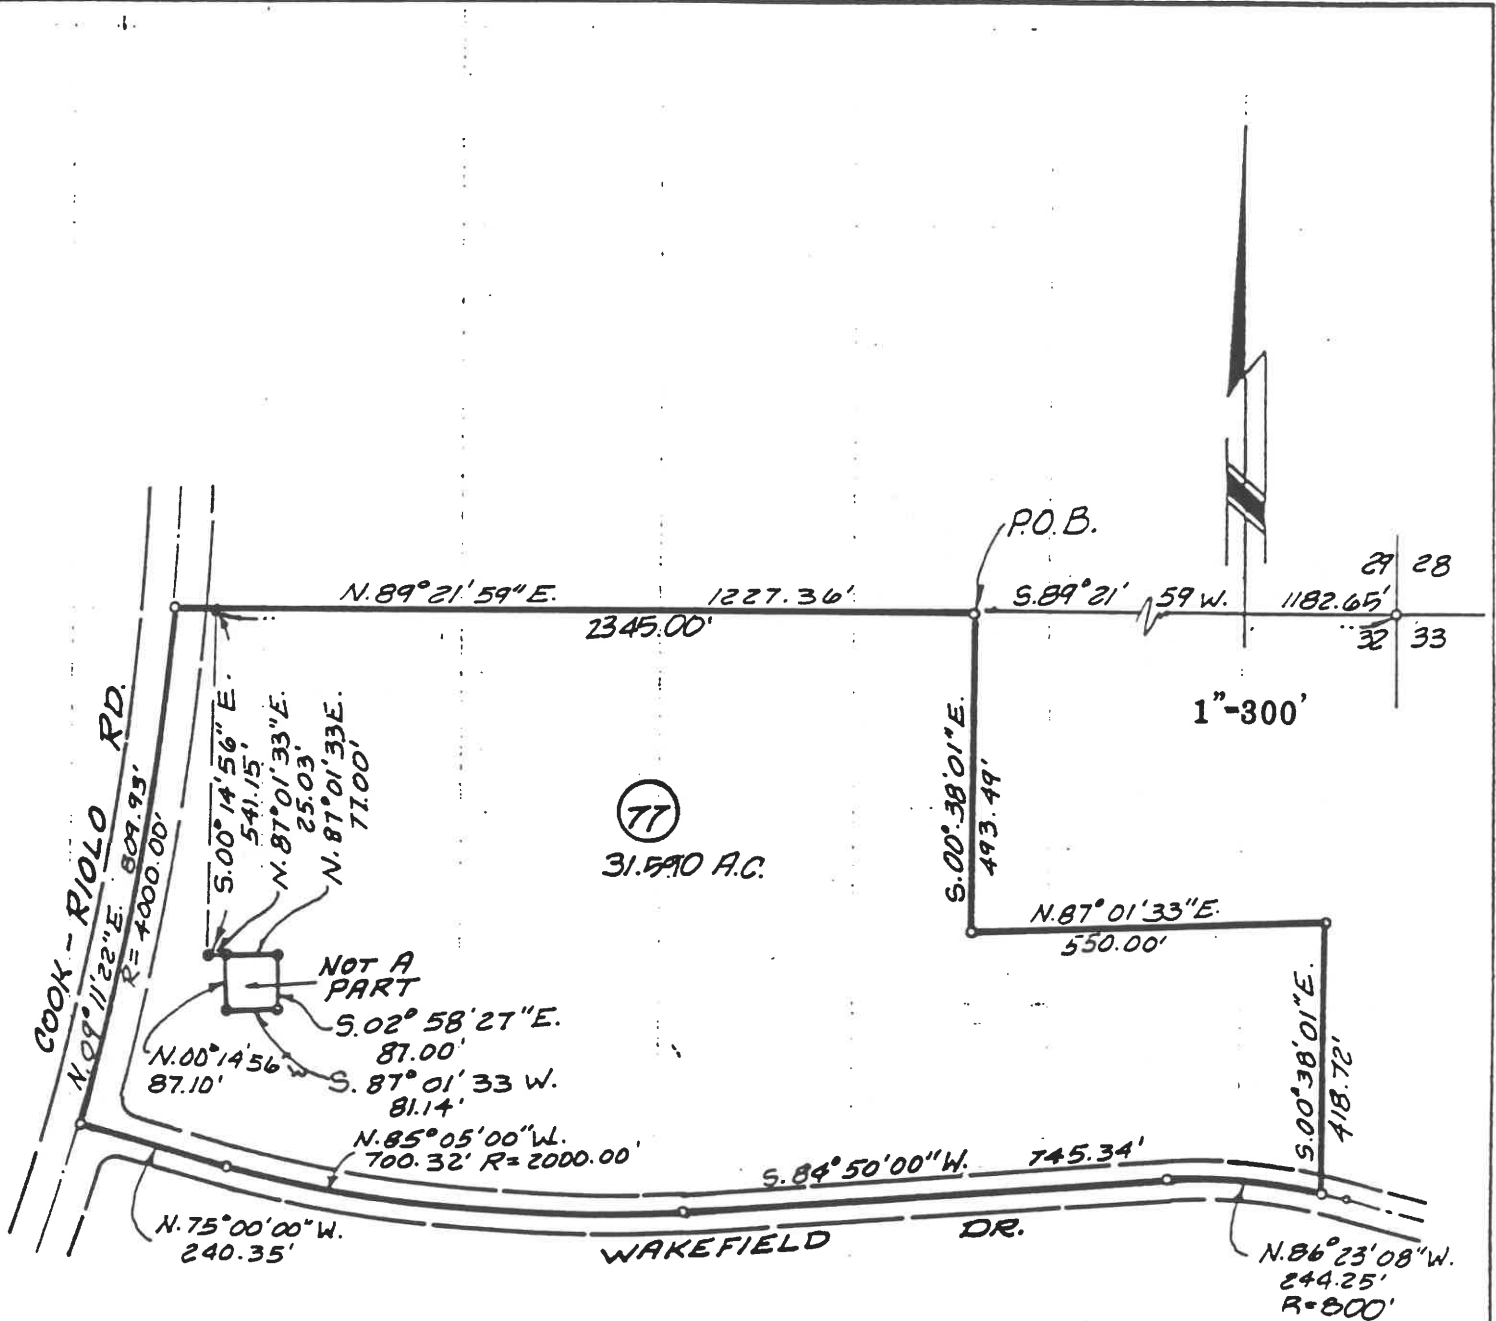 P.O.B.
29 28
N.89°21'59"E. 1227.36'
S.89°21' 59 W. 1182.65'
2345.00'
32 33
1"-300'
COOK - RIOLO RD.
N.09°11'22"E. 809.93'
R= 4000.00'
S.00°14'56" E.
541.15'
N.87°01'33"E.
25.03'
N.87°01'33E.
77.00'
77
A.C.
S.00°38'01"E.
493.49'
N.87°01'33"E.
550.00'
NOT A
PART
S.02°58'27"E.
87.00'
N.00°14'56"W
87.10'
S. 87°01'33 W.
81.14'
S.00°38'01"E.
418.72'
N.85°05'00"W.
700.32' R=2000.00'
S.84°50'00"W. 745.34'
N.75°00'00"W.
240.35'
WAKEFIELD DR.
N.86°23'08"W.
244.25'
R=800'